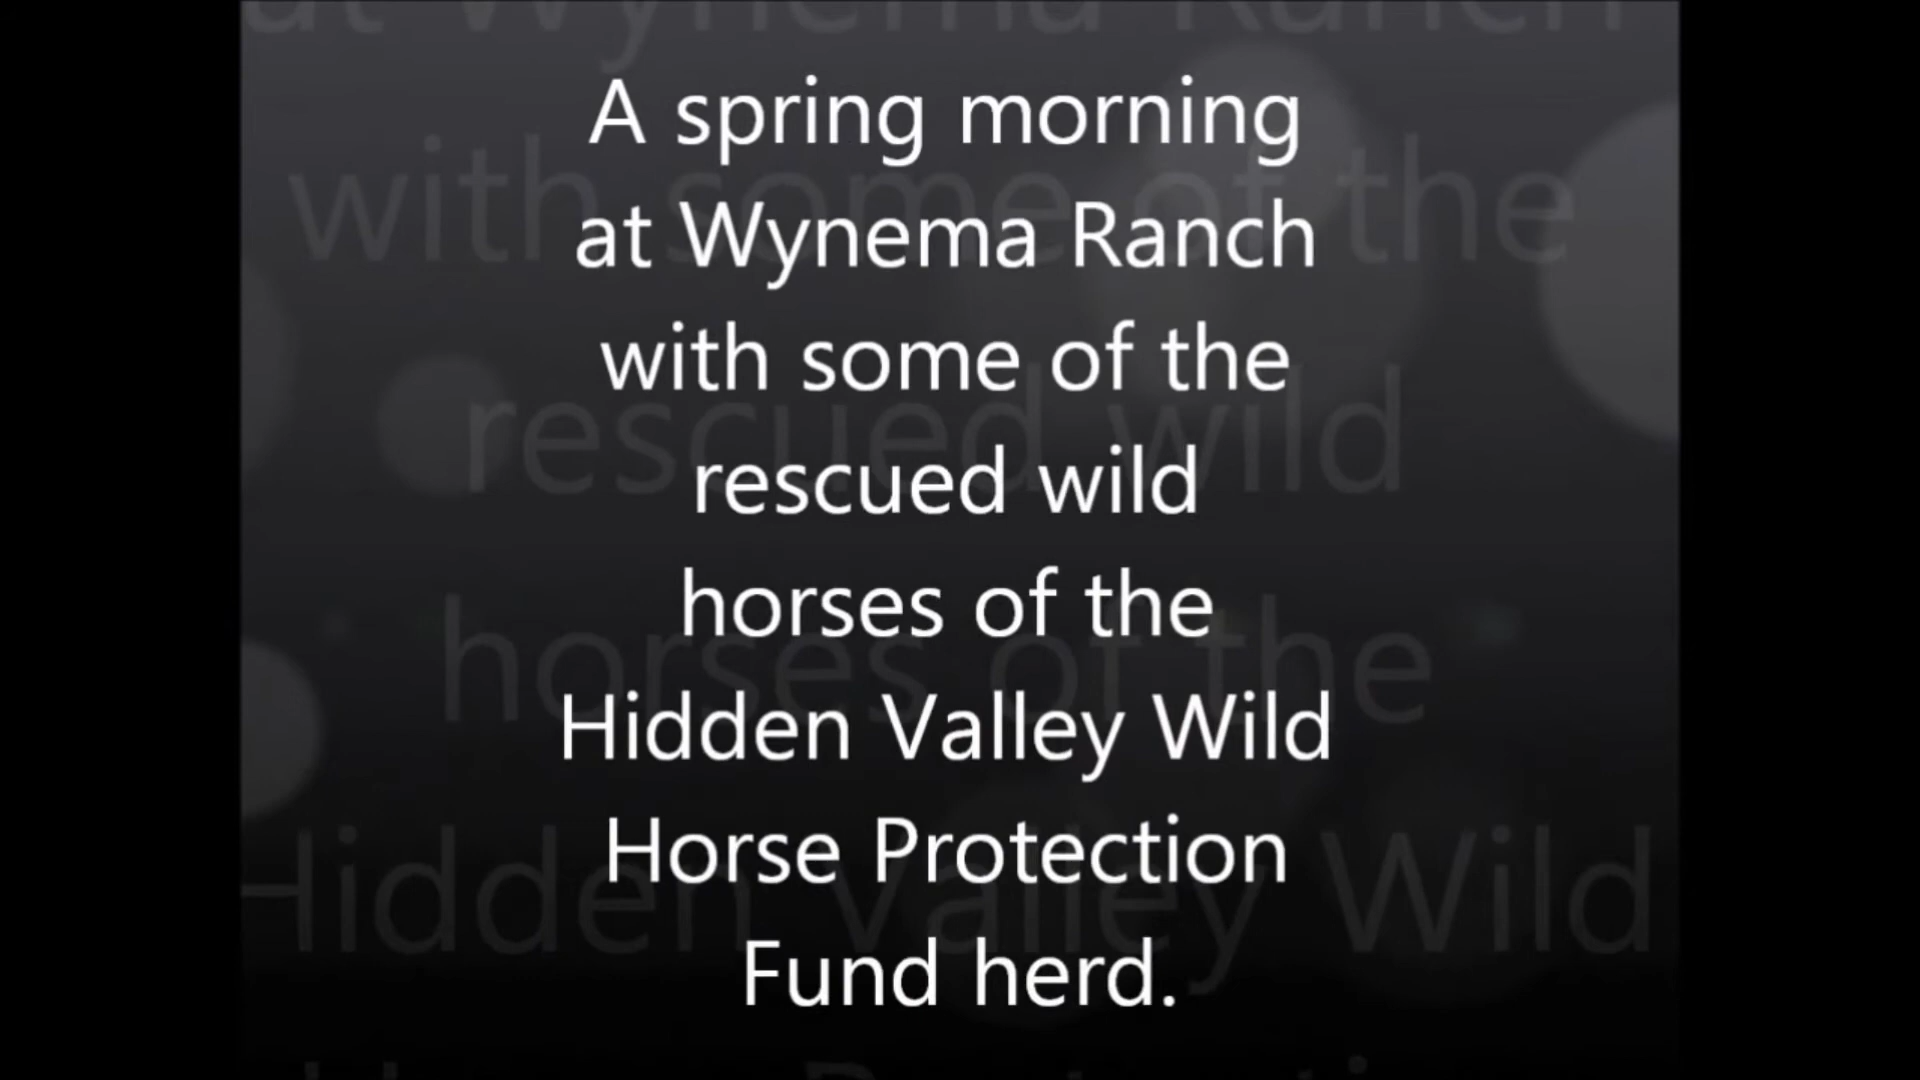 A spring morning
at Wynema Ranch
with some of the
rescued wild
horses of the
Hidden Valley Wild
Horse Protection
Fund herd.